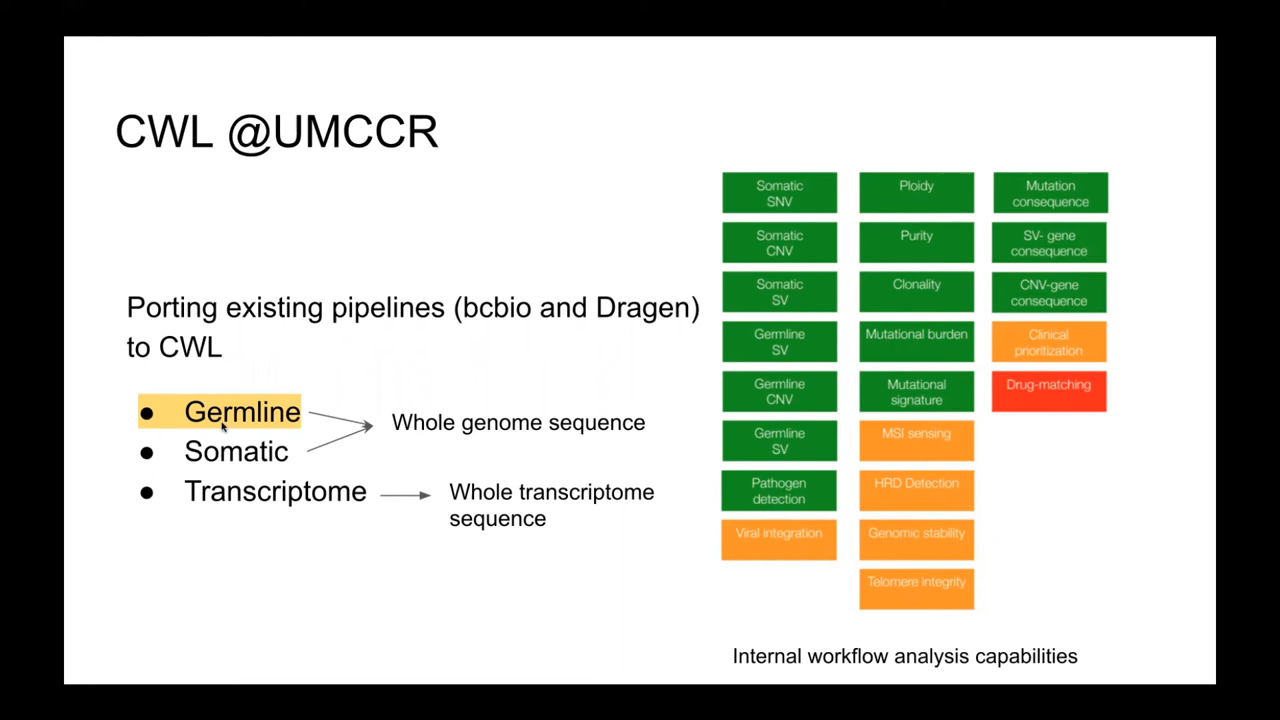 CWL @UMCCR
Porting existing pipelines (bcbio and Dragen)
to CWL
● Germline
● Somatic
● Transcriptome
Whole genome sequence
Whole transcriptome
sequence
Somatic
SNV
Somatic
CNV
Somatic
SV
Germline
SV
Germline
CNV
Germline
SV
Pathogen
detection
Viral integration
Ploidy
Purity
Clonality
Mutational burden
Mutational
signature
MSI sensing
HRD Detection
Genomic stability
Telomere integrity
Mutation
consequence
SV- gene
consequence
CNV-gene
consequence
Clinical
prioritization
Drug-matching
Internal workflow analysis capabilities